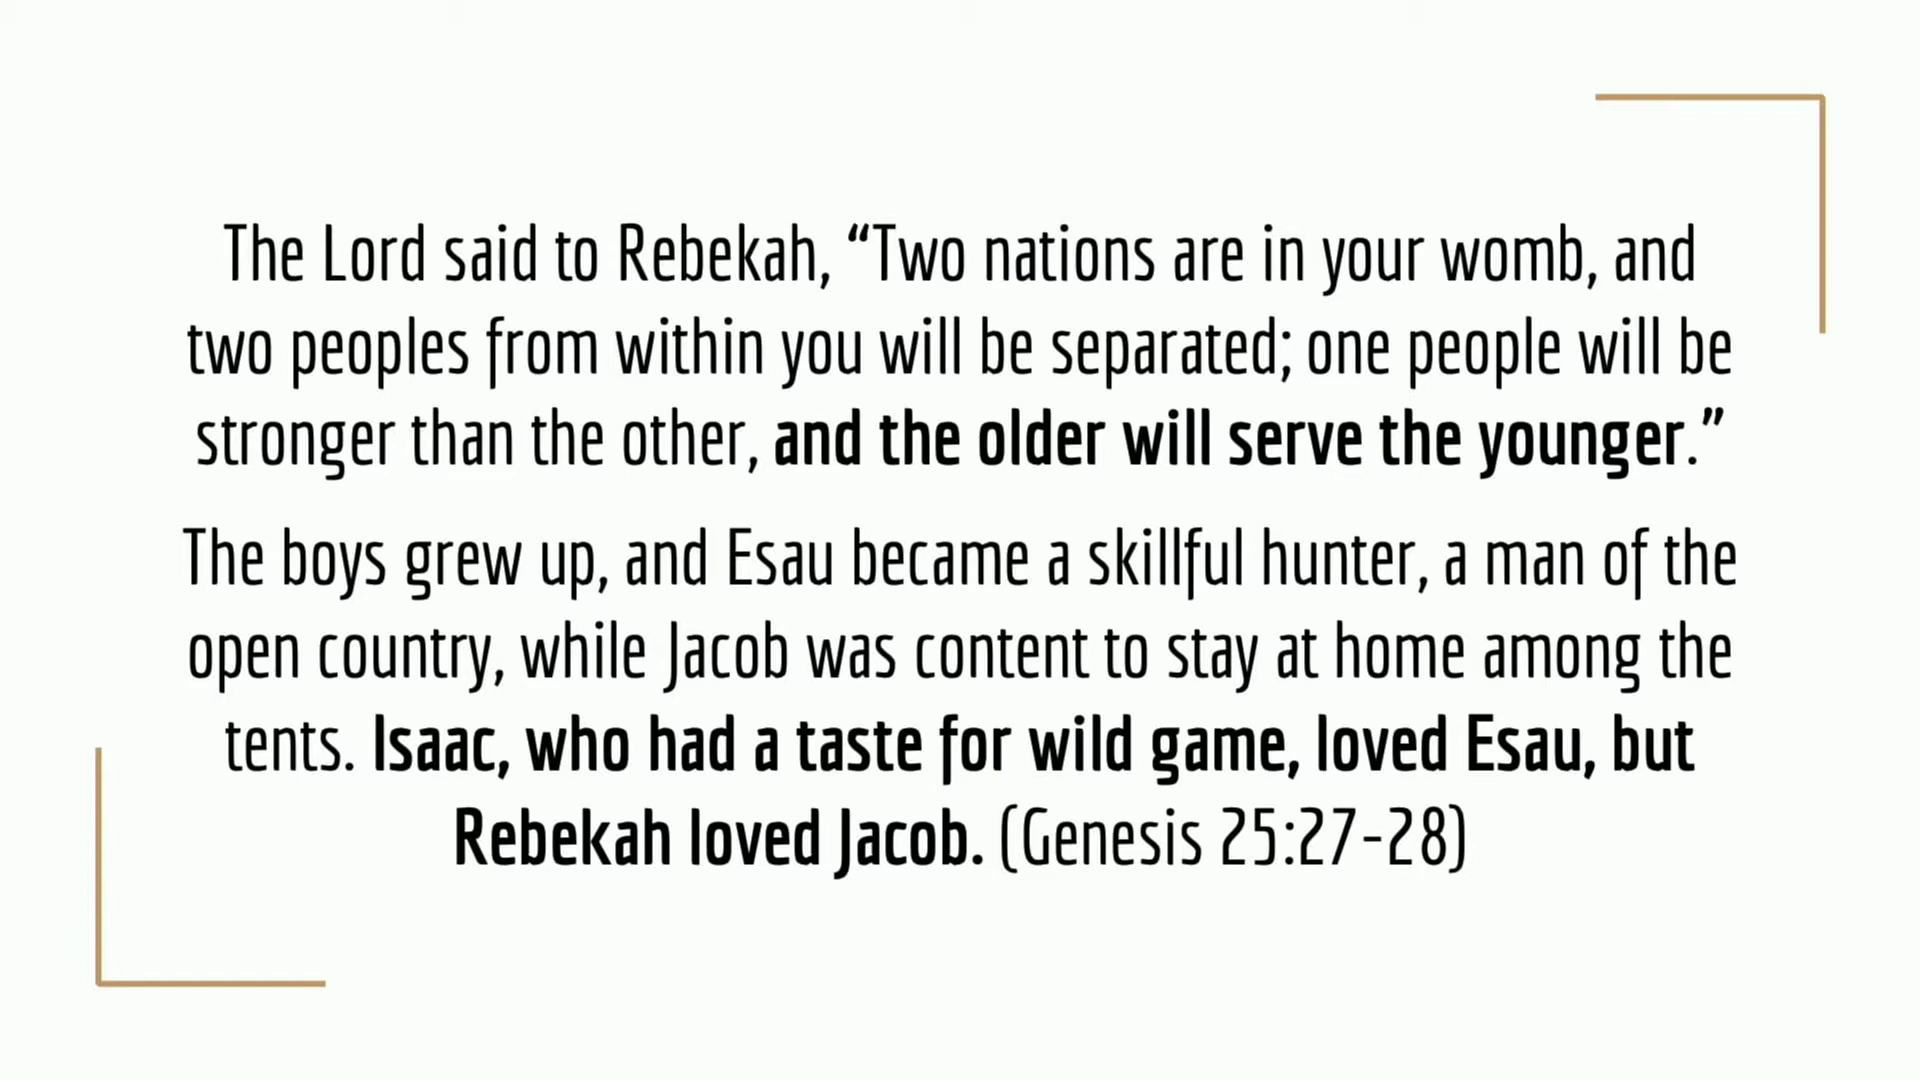 The Lord said to Rebekah, “Two nations are in your womb, and
two peoples from within you will be separated; one people will be
stronger than the other, and the older will serve the younger.”
The boys grew up, and Esau became a skillful hunter, a man of the
open country, while Jacob was content to stay at home among the
tents. Isaac, who had a taste for wild game, loved Esau, but
Rebekah loved Jacob. (Genesis 25:27-28)